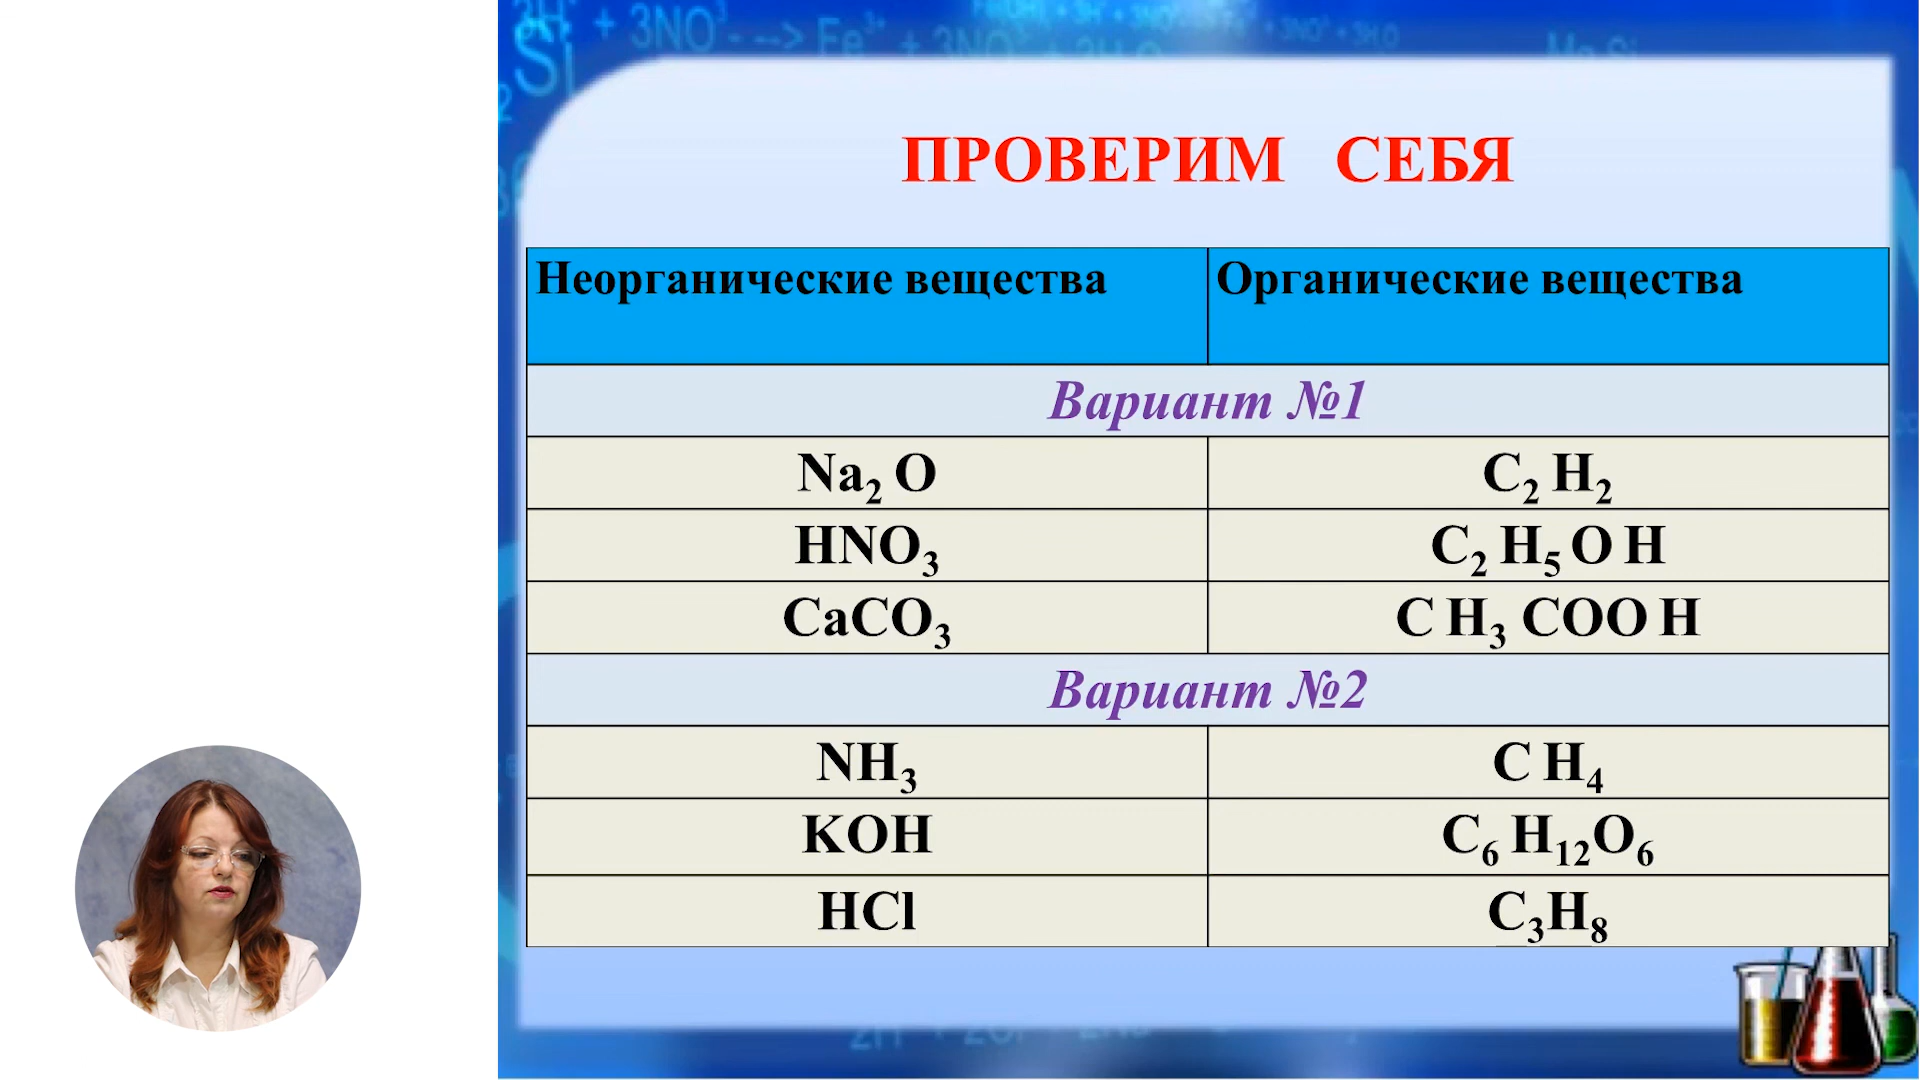 ПРОВЕРИМ СЕБЯ
Неорганические вещества Органические вещества
Вариант №1
Na₂ O C₂ H₂
HNO₃ C₂ H₅ O H
CaCO₃ C H₃ COO H
Вариант №2
NH₃ C H₄
KOH C₆ H₁₂O₆
HCl C₃H₈